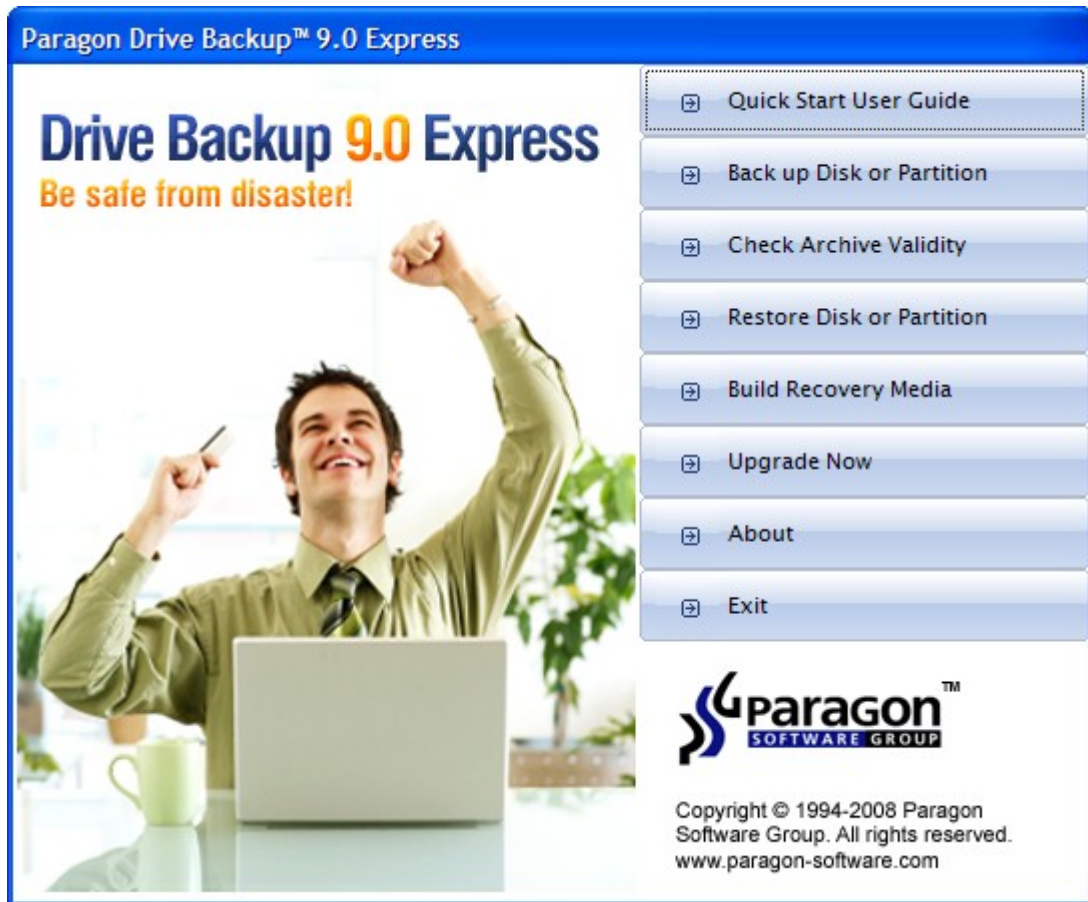 Paragon Drive Backup™ 9.0 Express
Drive Backup 9.0 Express
Be safe from disaster!
Quick Start User Guide
Back up Disk or Partition
Check Archive Validity
Restore Disk or Partition
Build Recovery Media
Upgrade Now
About
Exit
Paragon™
SOFTWARE GROUP
Copyright © 1994-2008 Paragon
Software Group. All rights reserved.
www.paragon-software.com